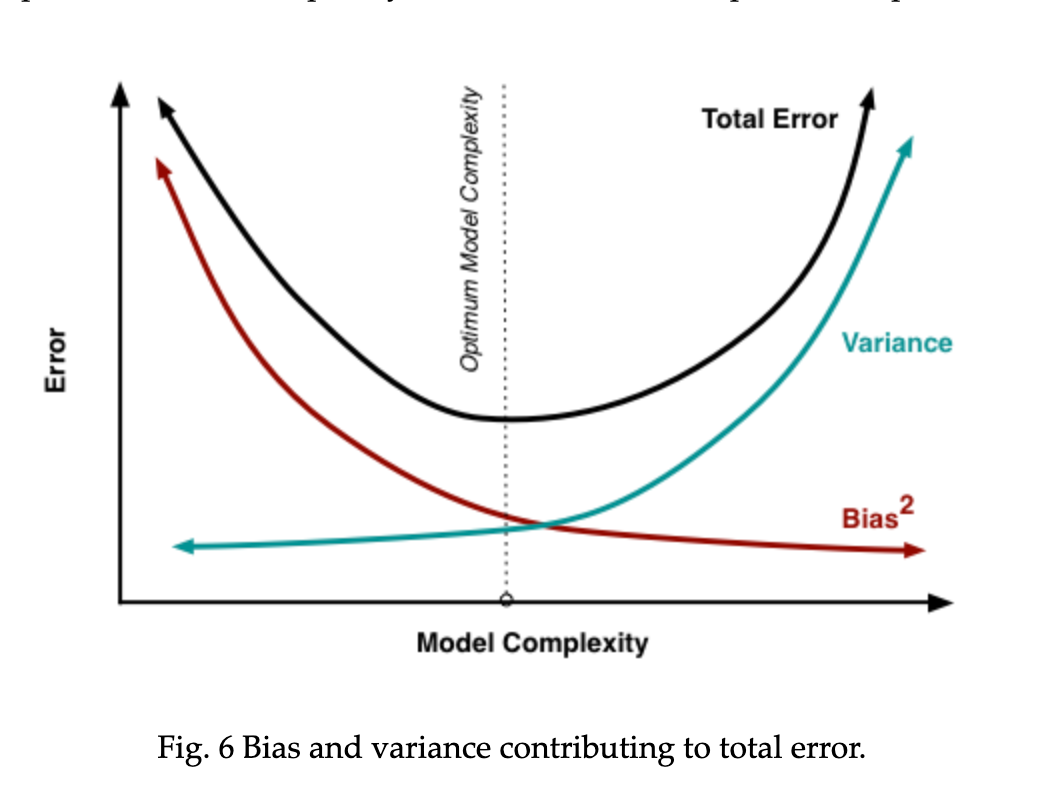 Optimum Model Complexity
Total Error
Error
Variance
Bias²
Model Complexity
Fig. 6 Bias and variance contributing to total error.